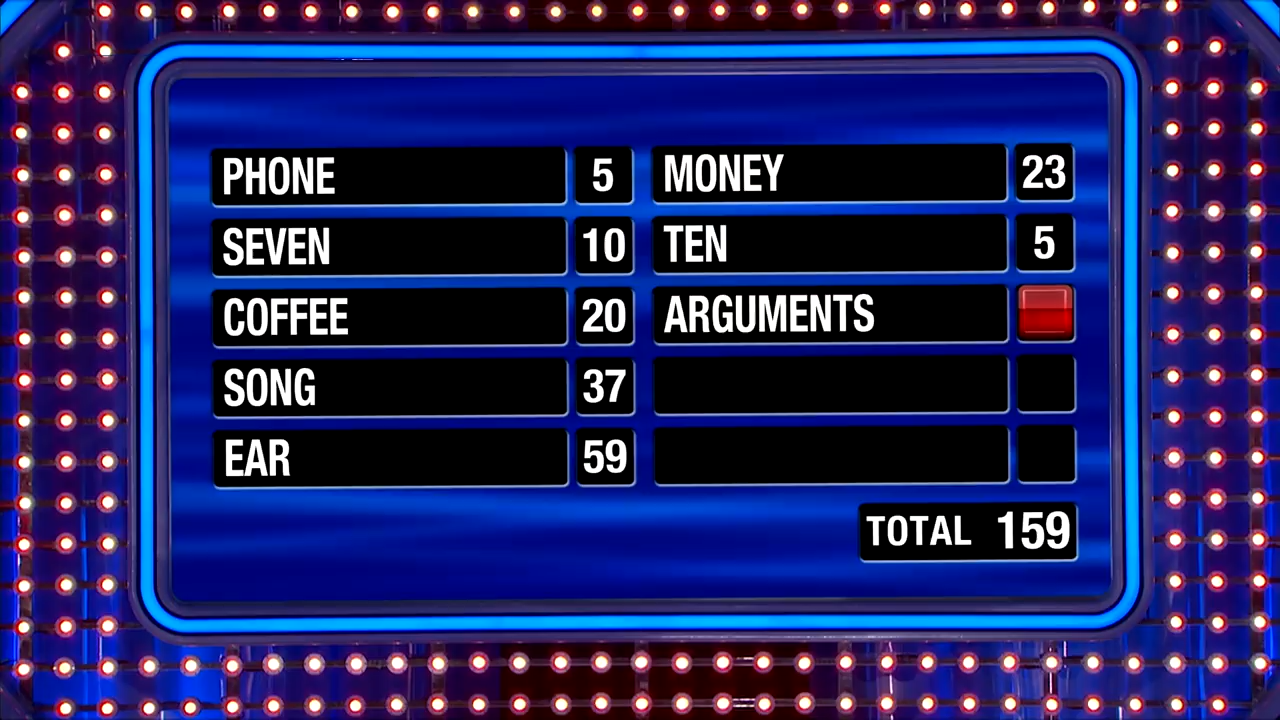 PHONE 5
SEVEN 10
COFFEE 20
SONG 37
EAR 59
MONEY 23
TEN 5
ARGUMENTS
TOTAL 159